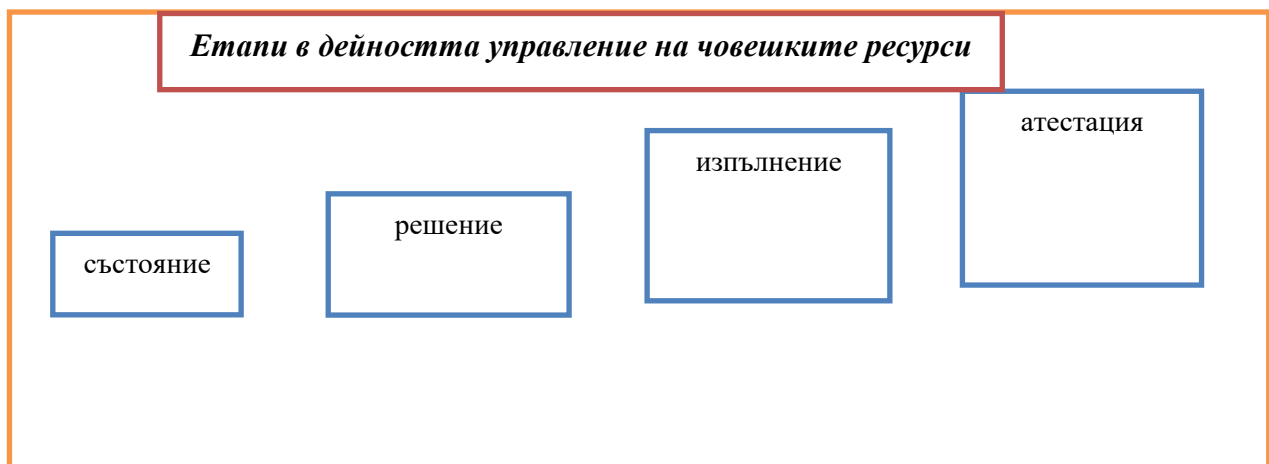 Етапи в дейността управление на човешките ресурси
атестация
изпълнение
решение
състояние